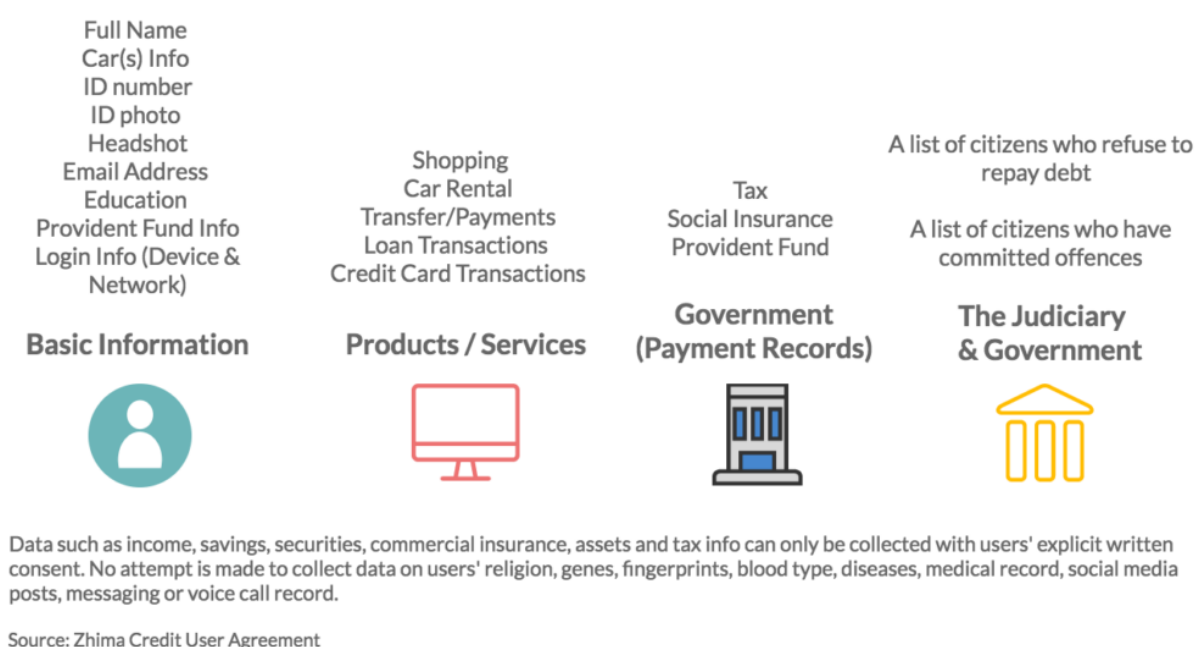 Full Name
Car(s) Info
ID number
ID photo
Headshot
Email Address
Education
Provident Fund Info
Login Info (Device &
Network)
Basic Information
Shopping
Car Rental
Transfer/Payments
Loan Transactions
Credit Card Transactions
Products / Services
Tax
Social Insurance
Provident Fund
Government
(Payment Records)
A list of citizens who refuse to
repay debt
A list of citizens who have
committed offences
The Judiciary
& Government
Data such as income, savings, securities, commercial insurance, assets and tax info can only be collected with users' explicit written
consent. No attempt is made to collect data on users' religion, genes, fingerprints, blood type, diseases, medical record, social media
posts, messaging or voice call record.
Source: Zhima Credit User Agreement